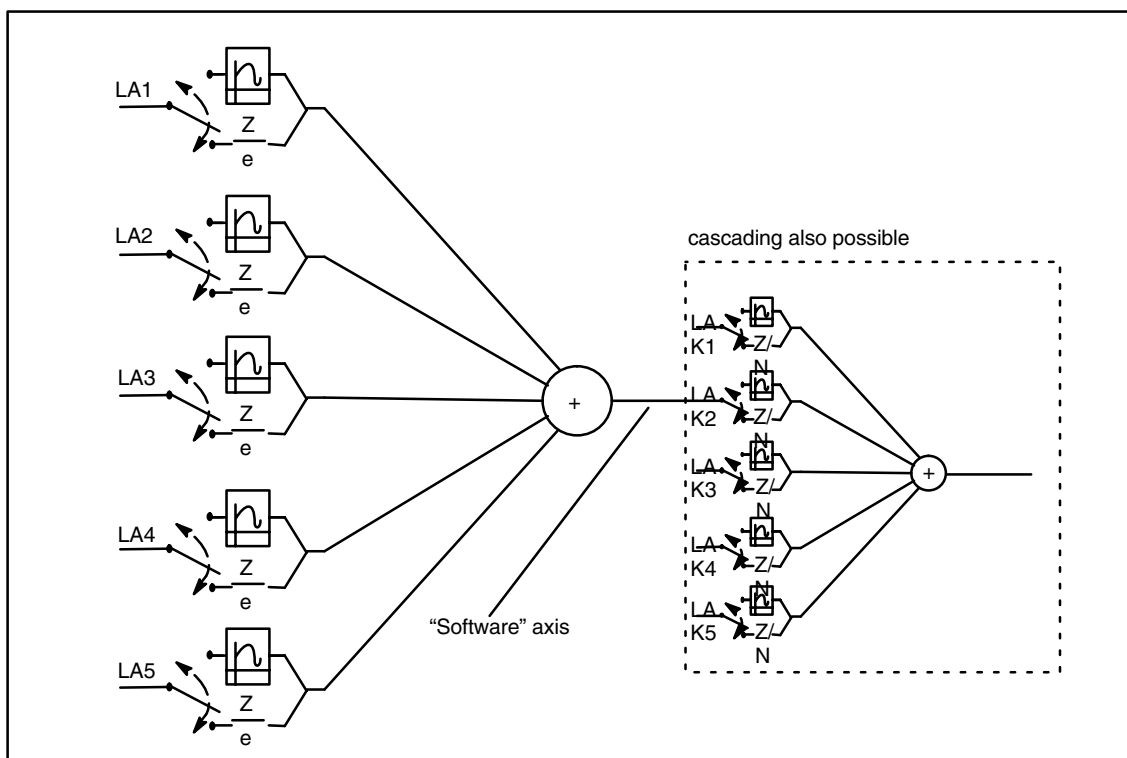 LA1
Z
e
LA2
Z
e
LA3
Z
e
LA4
Z
e
LA5
Z
e
+
"Software" axis
cascading also possible
LA
K1
Z/
N
LA
K2
Z/
N
LA
K3
Z/
N
LA
K4
Z/
N
LA
K5
Z/
N
+